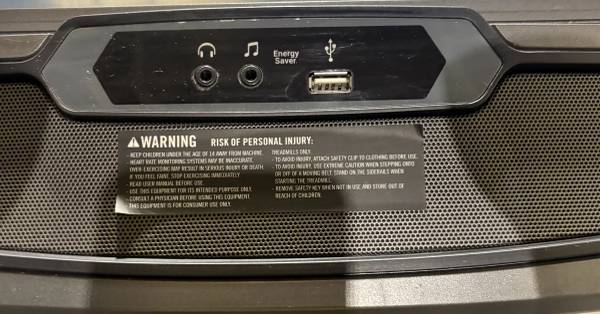 Energy
Saver
WARNING RISK OF PERSONAL INJURY:
KEEP CHILDREN UNDER THE AGE OF 14 AWAY FROM MACHINE.
HEART RATE MONITORING SYSTEMS MAY BE INACCURATE.
OVER-EXERCISING MAY RESULT IN SERIOUS INJURY OR DEATH.
IF YOU FEEL FAINT, STOP EXERCISING IMMEDIATELY.
- READ USER MANUAL BEFORE USE.
- USE THIS EQUIPMENT FOR ITS INTENDED PURPOSE ONLY.
- CONSULT A PHYSICIAN BEFORE USING THIS EQUIPMENT.
THIS EQUIPMENT IS FOR CONSUMER USE ONLY.
TREADMILLS ONLY:
- TO AVOID INJURY, ATTACH SAFETY CLIP TO CLOTHING BEFORE USE.
- TO AVOID INJURY, USE EXTREME CAUTION WHEN STEPPING ONTO
OR OFF OF A MOVING BELT. STAND ON THE SIDERAILS WHEN
STARTING THE TREADMILL.
- REMOVE SAFETY KEY WHEN NOT IN USE AND STORE OUT OF
REACH OF CHILDREN.